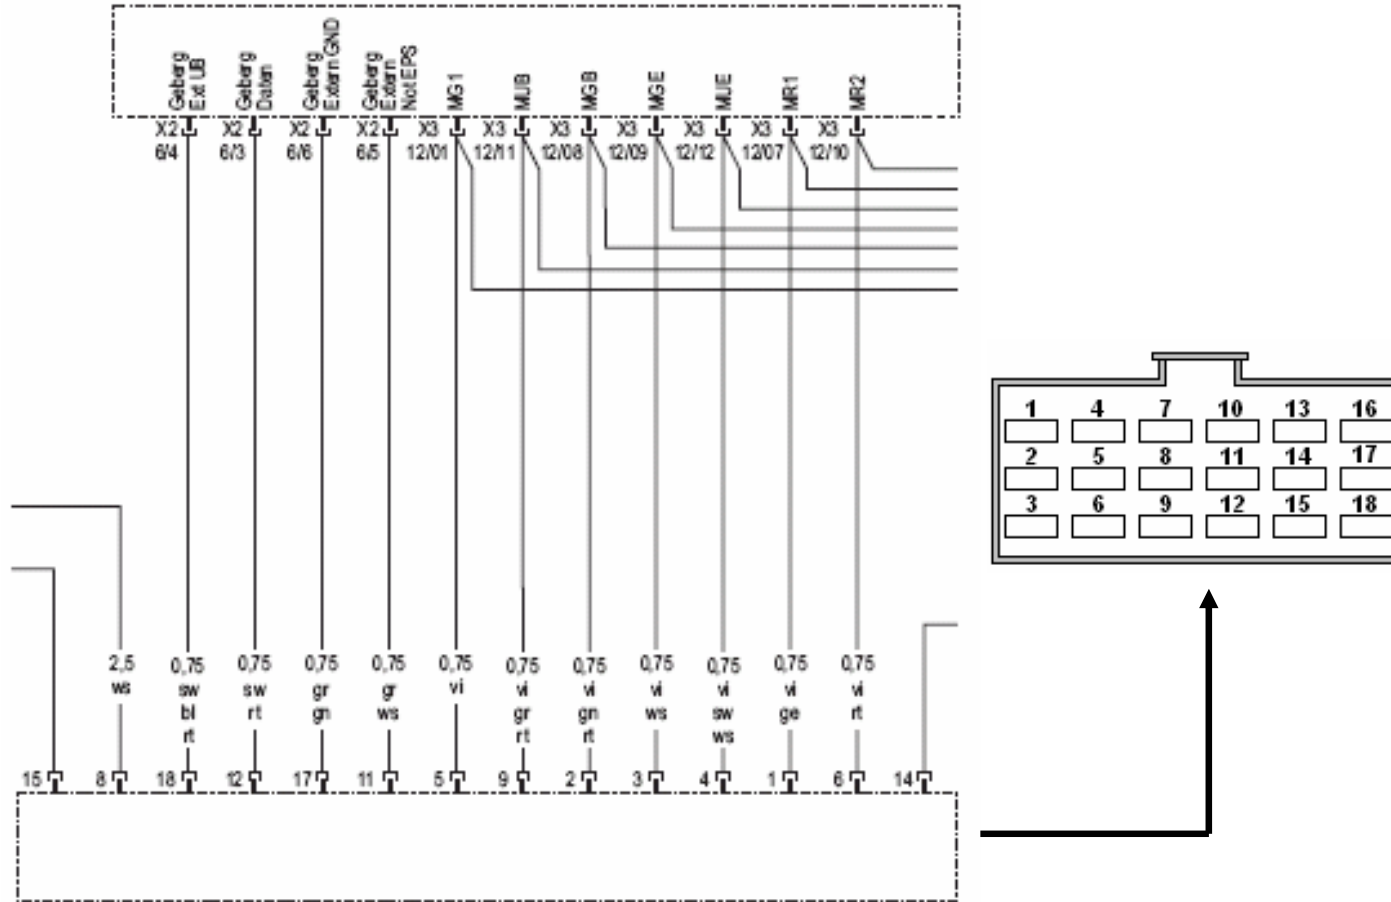 Geberg
Ext UB
Geberg
Daten
Geberg
Extern GND
Geberg
Extern
Not EPS
MG1
MUB
MGB
MGE
MUE
MR1
MR2
X2 X2 X2 X2 X3 X3 X3 X3 X3 X3 X3
6/4 6/3 6/6 6/5 12/01 12/11 12/08 12/09 12/12 12/07 12/10
1 4 7 10 13 16
2 5 8 11 14 17
3 6 9 12 15 18
2,5 0,75 0,75 0,75 0,75 0,75 0,75 0,75 0,75 0,75 0,75 0,75
ws sw sw gr gr vi vi vi vi vi vi vi
bl rt gn ws gr gn ws sw ge rt
rt rt rt ws
15 8 18 12 17 11 5 9 2 3 4 1 6 14